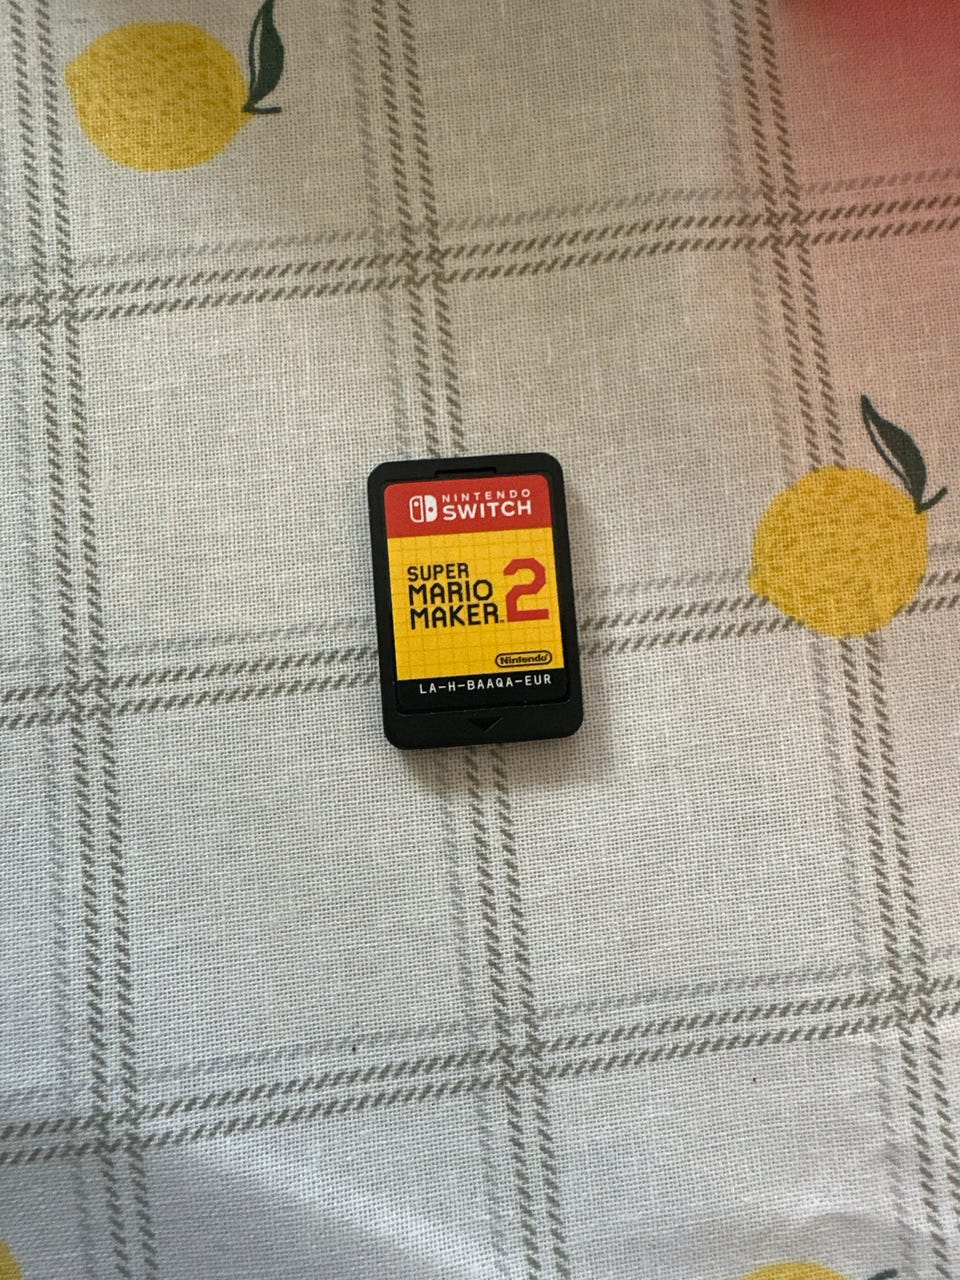 NINTENDO
SWITCH
SUPER
MARIO
MAKER 2
Nintendo
LA-H-BAAQA-EUR